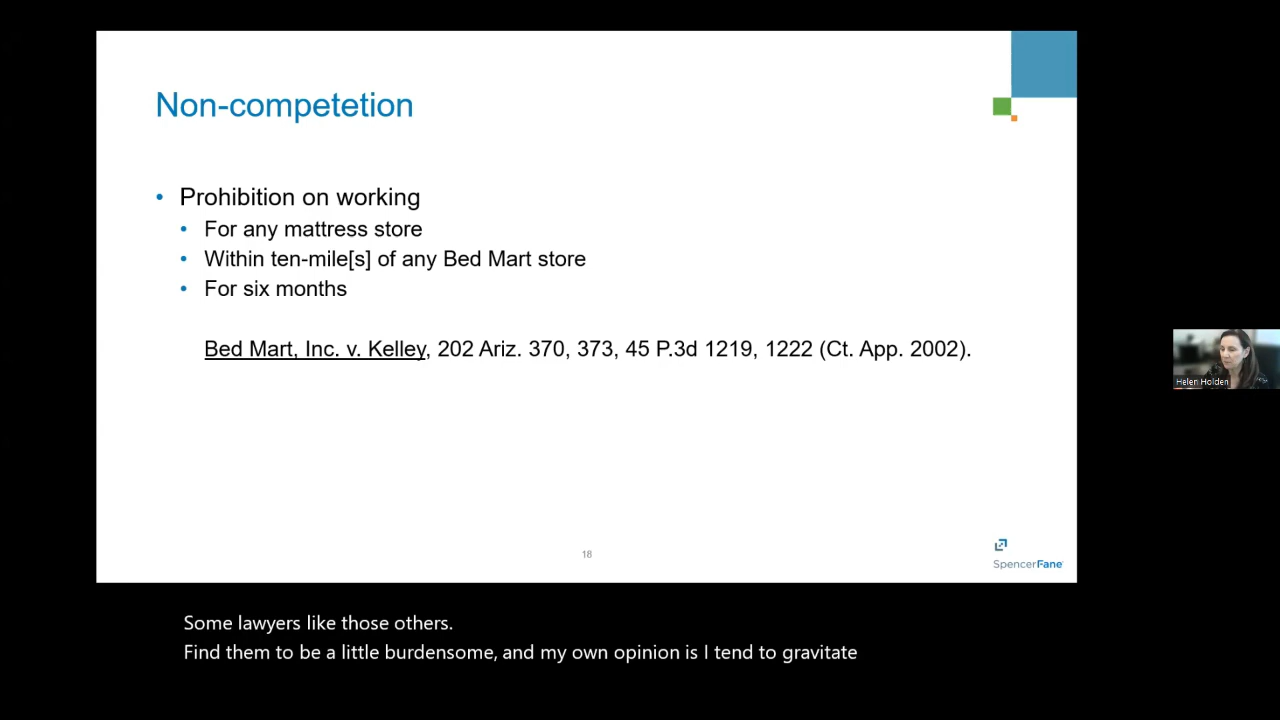 Non-competetion
• Prohibition on working
• For any mattress store
• Within ten-mile[s] of any Bed Mart store
• For six months
Bed Mart, Inc. v. Kelley, 202 Ariz. 370, 373, 45 P.3d 1219, 1222 (Ct. App. 2002).
Helen Holden
18
SpencerFane
Some lawyers like those others.
Find them to be a little burdensome, and my own opinion is I tend to gravitate